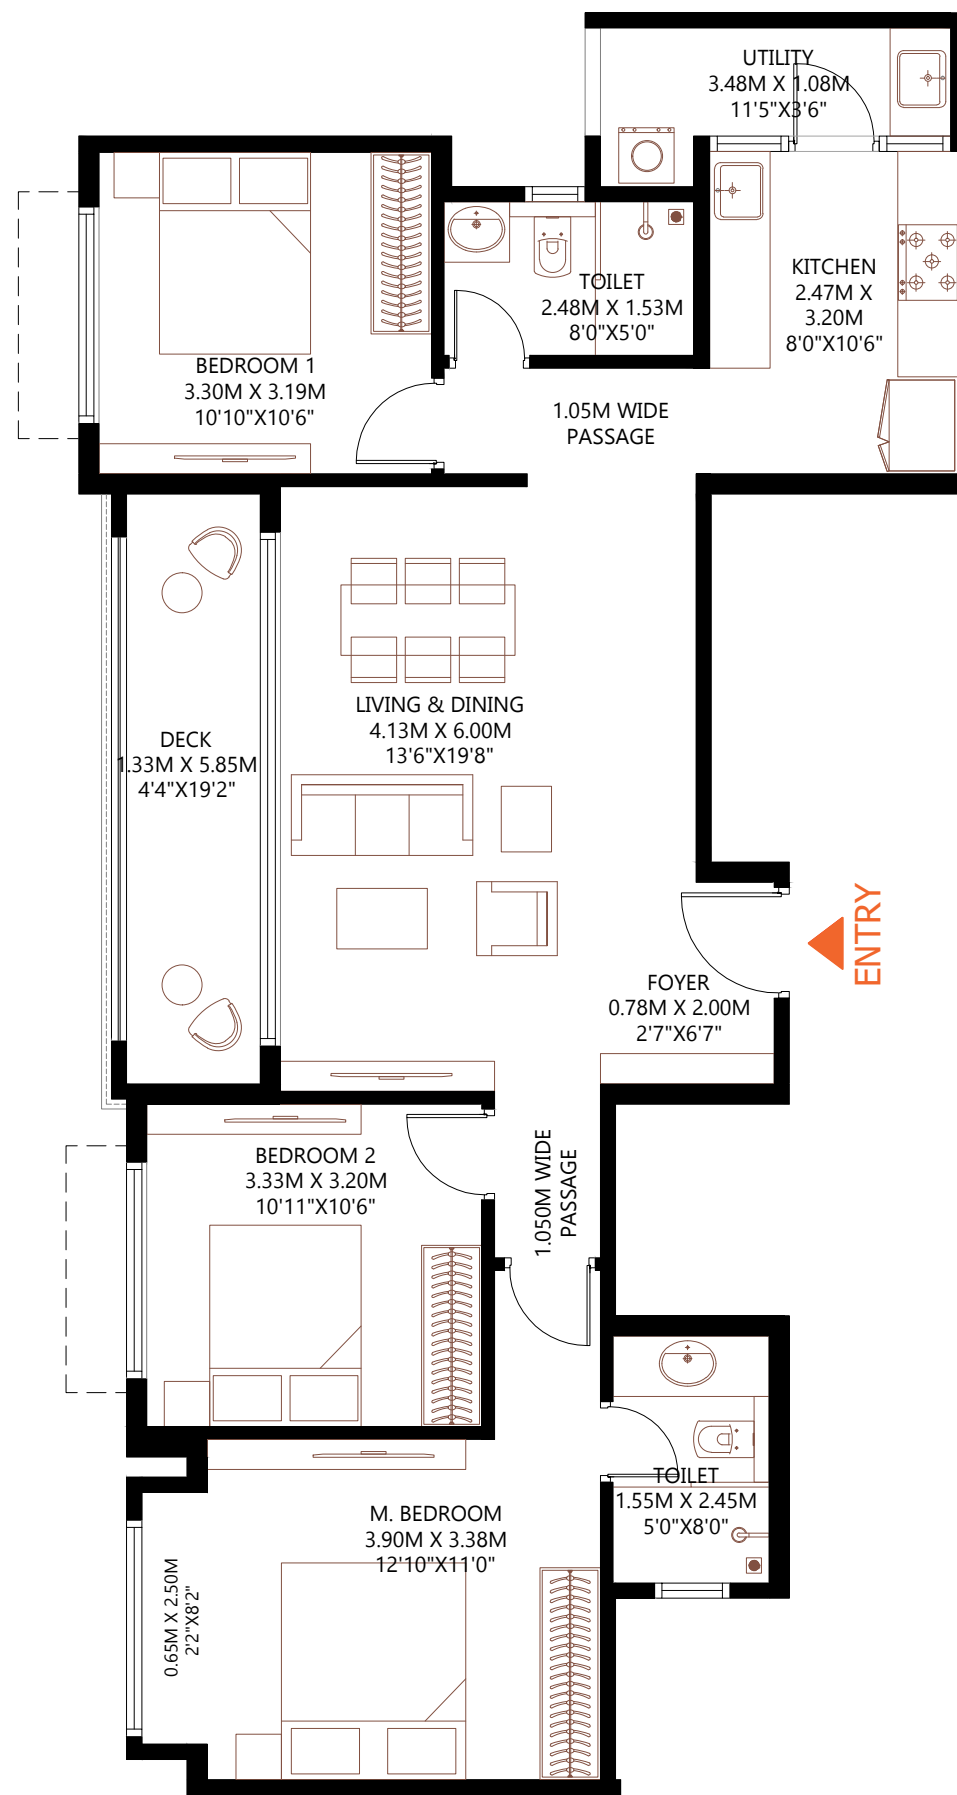 UTILITY
3.48M X 1.08M
11'5"X3'6"
KITCHEN
2.47M X
3.20M
8'0"X10'6"
TOILET
2.48M X 1.53M
8'0"X5'0"
BEDROOM 1
3.30M X 3.19M
10'10"X10'6"
1.05M WIDE
PASSAGE
LIVING & DINING
4.13M X 6.00M
13'6"X19'8"
DECK
1.33M X 5.85M
4'4"X19'2"
ENTRY
FOYER
0.78M X 2.00M
2'7"X6'7"
BEDROOM 2
3.33M X 3.20M
10'11"X10'6"
1.050M WIDE
PASSAGE
TOILET
1.55M X 2.45M
5'0"X8'0"
M. BEDROOM
3.90M X 3.38M
12'10"X11'0"
0.65M X 2.50M
2'2"X8'2"